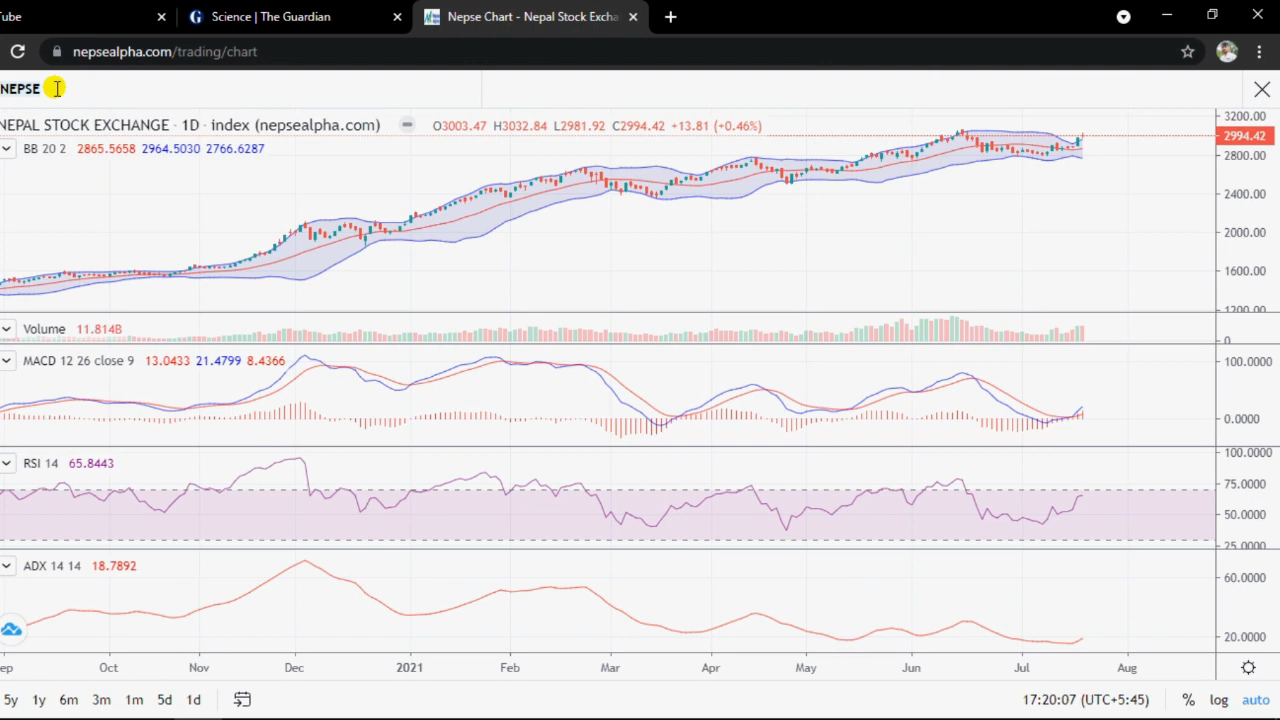 ube
Science | The Guardian
Nepse Chart - Nepal Stock Excha
nepsealpha.com/trading/chart
NEPSE
NEPAL STOCK EXCHANGE · 1D · index (nepsealpha.com) O3003.47 H3032.84 L2981.92 C2994.42 +13.81 (+0.46%)
BB 20 2 2865.5658 2964.5030 2766.6287
3200.00
2994.42
2800.00
2400.00
2000.00
1600.00
1200.00
Volume 11.814B
0
MACD 12 26 close 9 13.0433 21.4799 8.4366
100.0000
0.0000
RSI 14 65.8443
100.0000
75.0000
50.0000
25.0000
ADX 14 14 18.7892
60.0000
20.0000
ep Oct Nov Dec 2021 Feb Mar Apr May Jun Jul Aug
5y 1y 6m 3m 1m 5d 1d 17:20:07 (UTC+5:45) % log auto